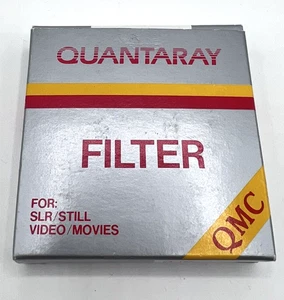 QUANTARAY
FILTER
FOR:
SLR/STILL
VIDEO/MOVIES
QMC